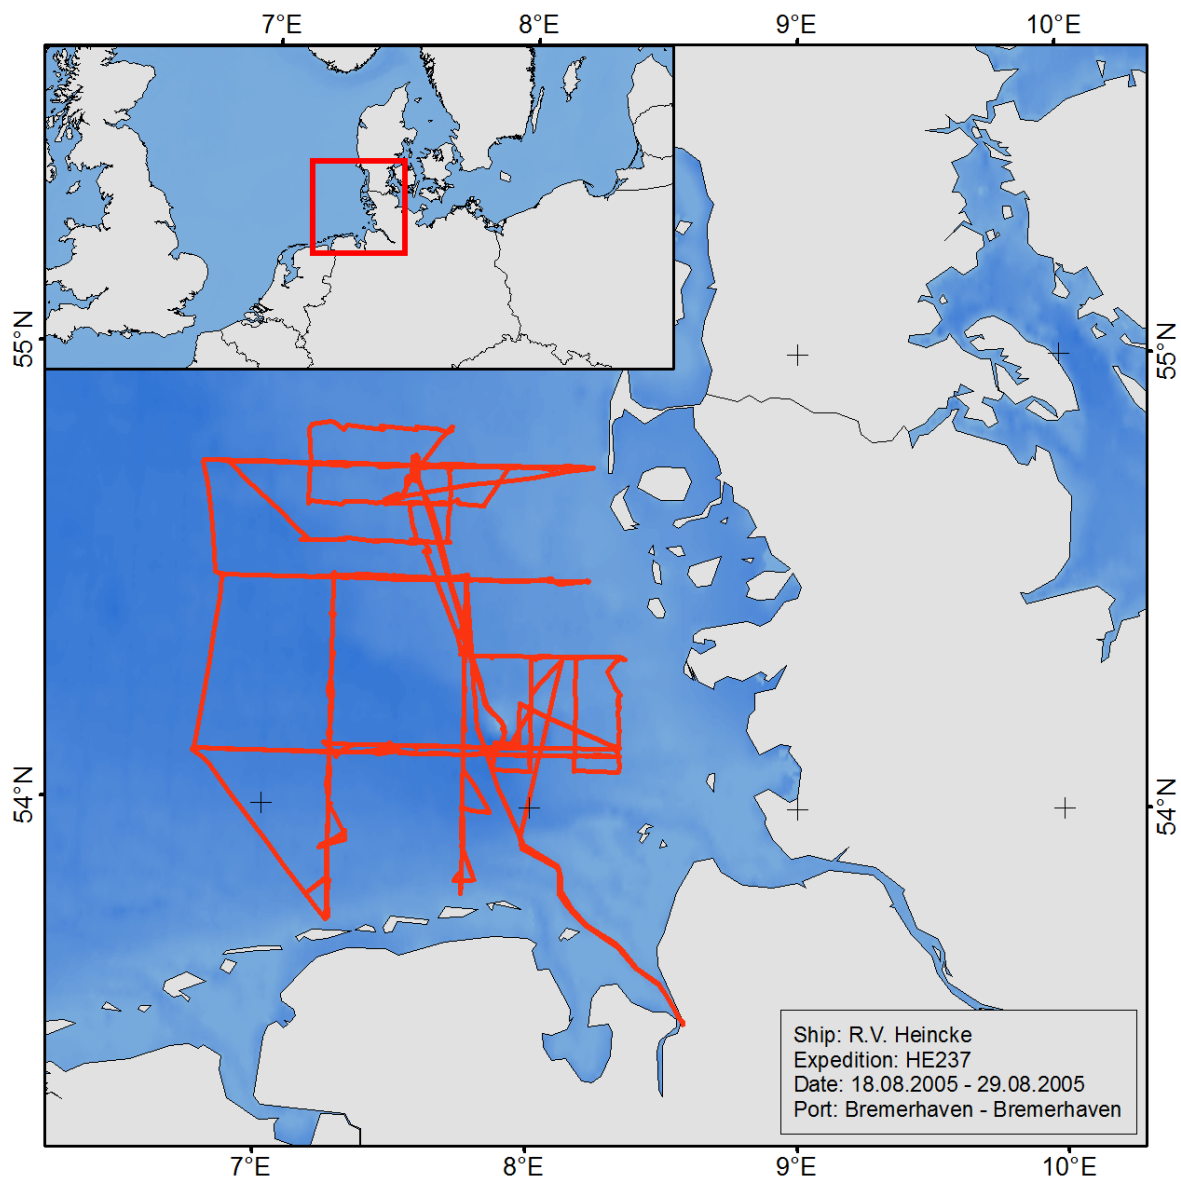 7°E 8°E 9°E 10°E
55°N 55°N
54°N 54°N
Ship: R.V. Heincke
Expedition: HE237
Date: 18.08.2005 - 29.08.2005
Port: Bremerhaven - Bremerhaven
7°E 8°E 9°E 10°E